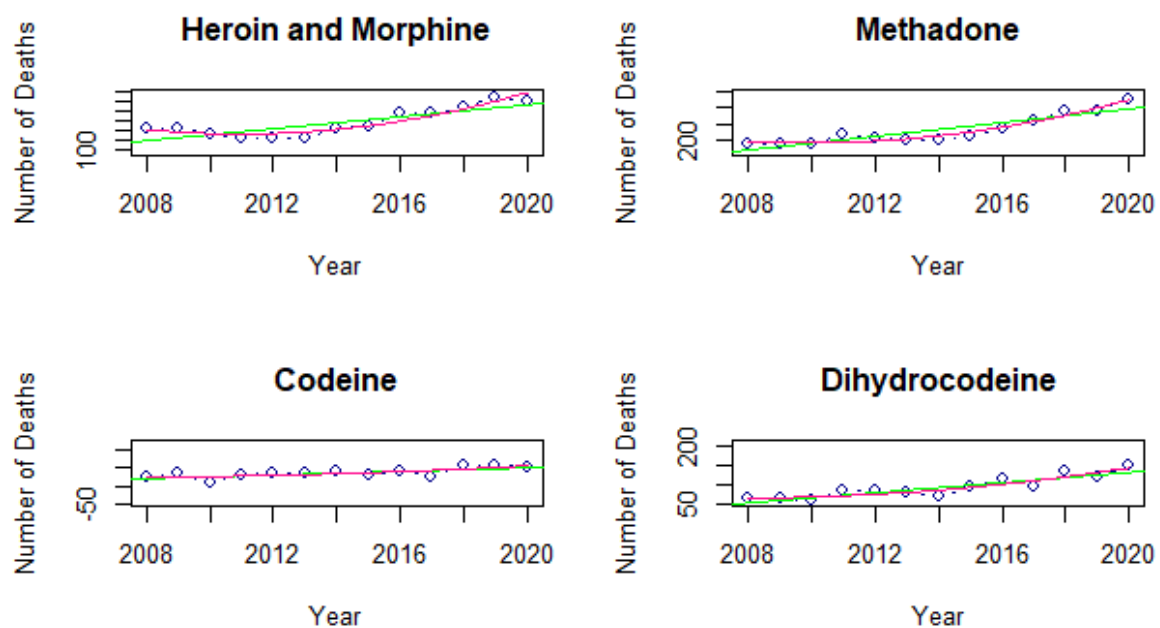 Heroin and Morphine
Number of Deaths
100
2008 2012 2016 2020
Year
Methadone
Number of Deaths
200
2008 2012 2016 2020
Year
Codeine
Number of Deaths
-50
2008 2012 2016 2020
Year
Dihydrocodeine
Number of Deaths
200
50
2008 2012 2016 2020
Year